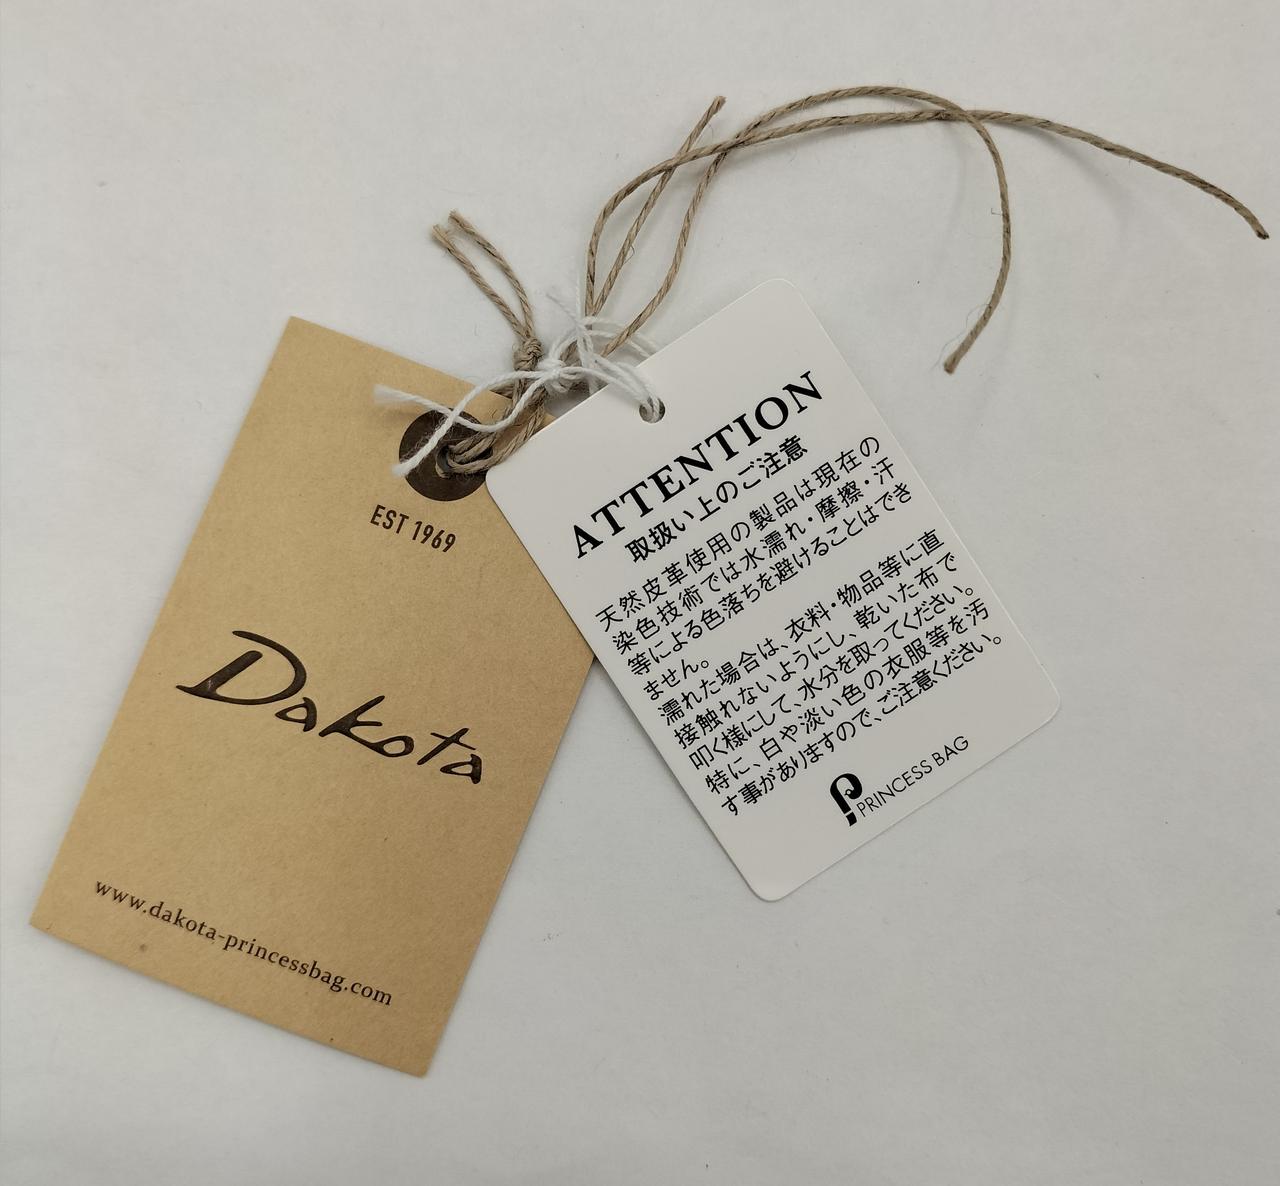 EST 1969
Dakota
www.dakota-princessbag.com
ATTENTION
取扱い上のご注意
天然皮革使用の製品は現在の
染色技術では水濡れ・摩擦・汗
等による色落ちを避けることはでき
ません。
濡れた場合は、衣料・物品等に直
接触れないようにし、乾いた布で
叩く様にして、水分を取ってください。
特に、白や淡い色の衣服等を汚
す事がありますので、ご注意ください。
PRINCESS BAG